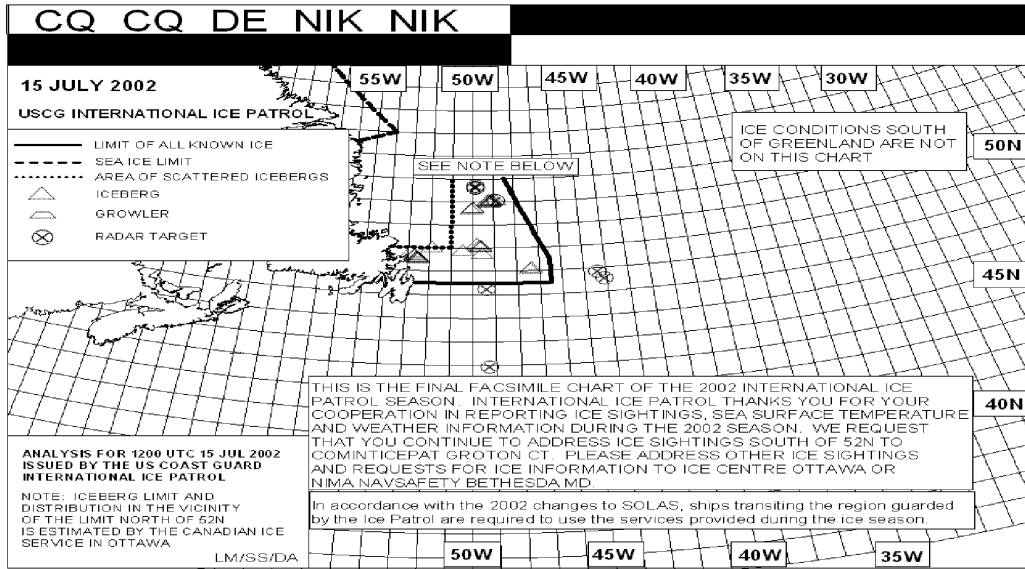 CQ CQ DE NIK NIK
55W 50W 45W 40W 35W 30W
15 JULY 2002
USCG INTERNATIONAL ICE PATROL
LIMIT OF ALL KNOWN ICE
SEA ICE LIMIT
AREA OF SCATTERED ICEBERGS
ICEBERG
GROWLER
RADAR TARGET
SEE NOTE BELOW
ICE CONDITIONS SOUTH
OF GREENLAND ARE NOT
ON THIS CHART
50N
45N
40N
THIS IS THE FINAL FACSIMILE CHART OF THE 2002 INTERNATIONAL ICE
PATROL SEASON. INTERNATIONAL ICE PATROL THANKS YOU FOR YOUR
COOPERATION IN REPORTING ICE SIGHTINGS, SEA SURFACE TEMPERATURE
AND WEATHER INFORMATION DURING THE 2002 SEASON. WE REQUEST
THAT YOU CONTINUE TO ADDRESS ICE SIGHTINGS SOUTH OF 52N TO
COMINTICEPAT GROTON CT. PLEASE ADDRESS OTHER ICE SIGHTINGS
AND REQUESTS FOR ICE INFORMATION TO ICE CENTRE OTTAWA OR
NIMA NAVSAFETY BETHESDA MD.
In accordance with the 2002 changes to SOLAS, ships transiting the region guarded
by the Ice Patrol are required to use the services provided during the ice season.
ANALYSIS FOR 1200 UTC 15 JUL 2002
ISSUED BY THE US COAST GUARD
INTERNATIONAL ICE PATROL
NOTE: ICEBERG LIMIT AND
DISTRIBUTION IN THE VICINITY
OF THE LIMIT NORTH OF 52N
IS ESTIMATED BY THE CANADIAN ICE
SERVICE IN OTTAWA
LM/SS/DA
50W 45W 40W 35W